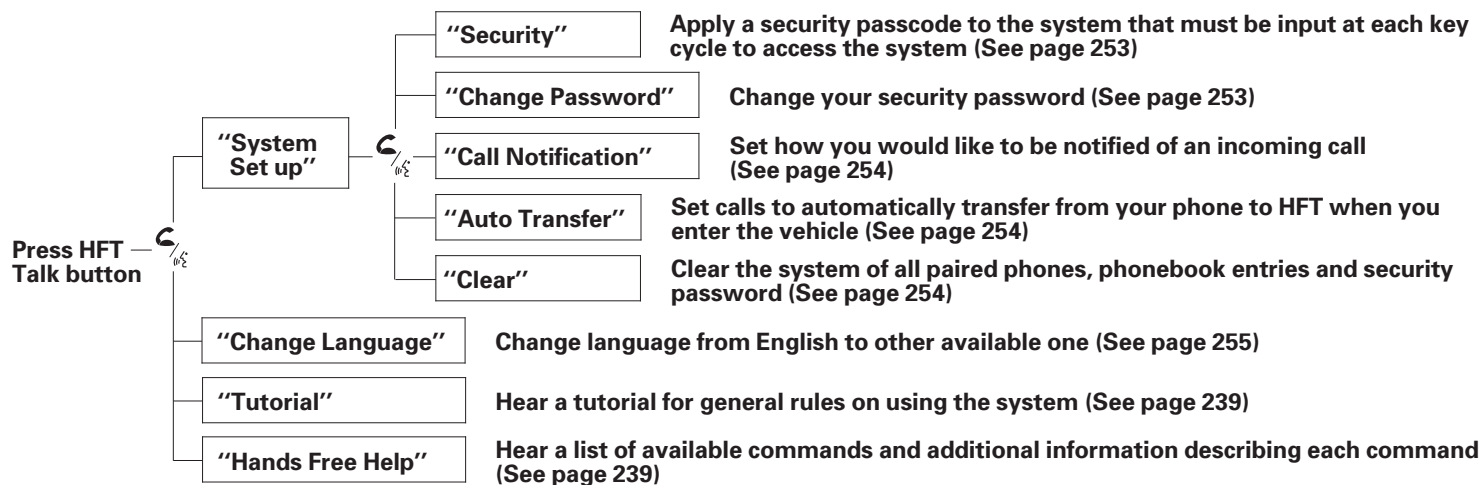 Press HFT
Talk button
''System
Set up''
''Security''
Apply a security passcode to the system that must be input at each key
cycle to access the system (See page 253)
''Change Password''
Change your security password (See page 253)
''Call Notification''
Set how you would like to be notified of an incoming call
(See page 254)
''Auto Transfer''
Set calls to automatically transfer from your phone to HFT when you
enter the vehicle (See page 254)
''Clear''
Clear the system of all paired phones, phonebook entries and security
password (See page 254)
''Change Language''
Change language from English to other available one (See page 255)
''Tutorial''
Hear a tutorial for general rules on using the system (See page 239)
''Hands Free Help''
Hear a list of available commands and additional information describing each command
(See page 239)